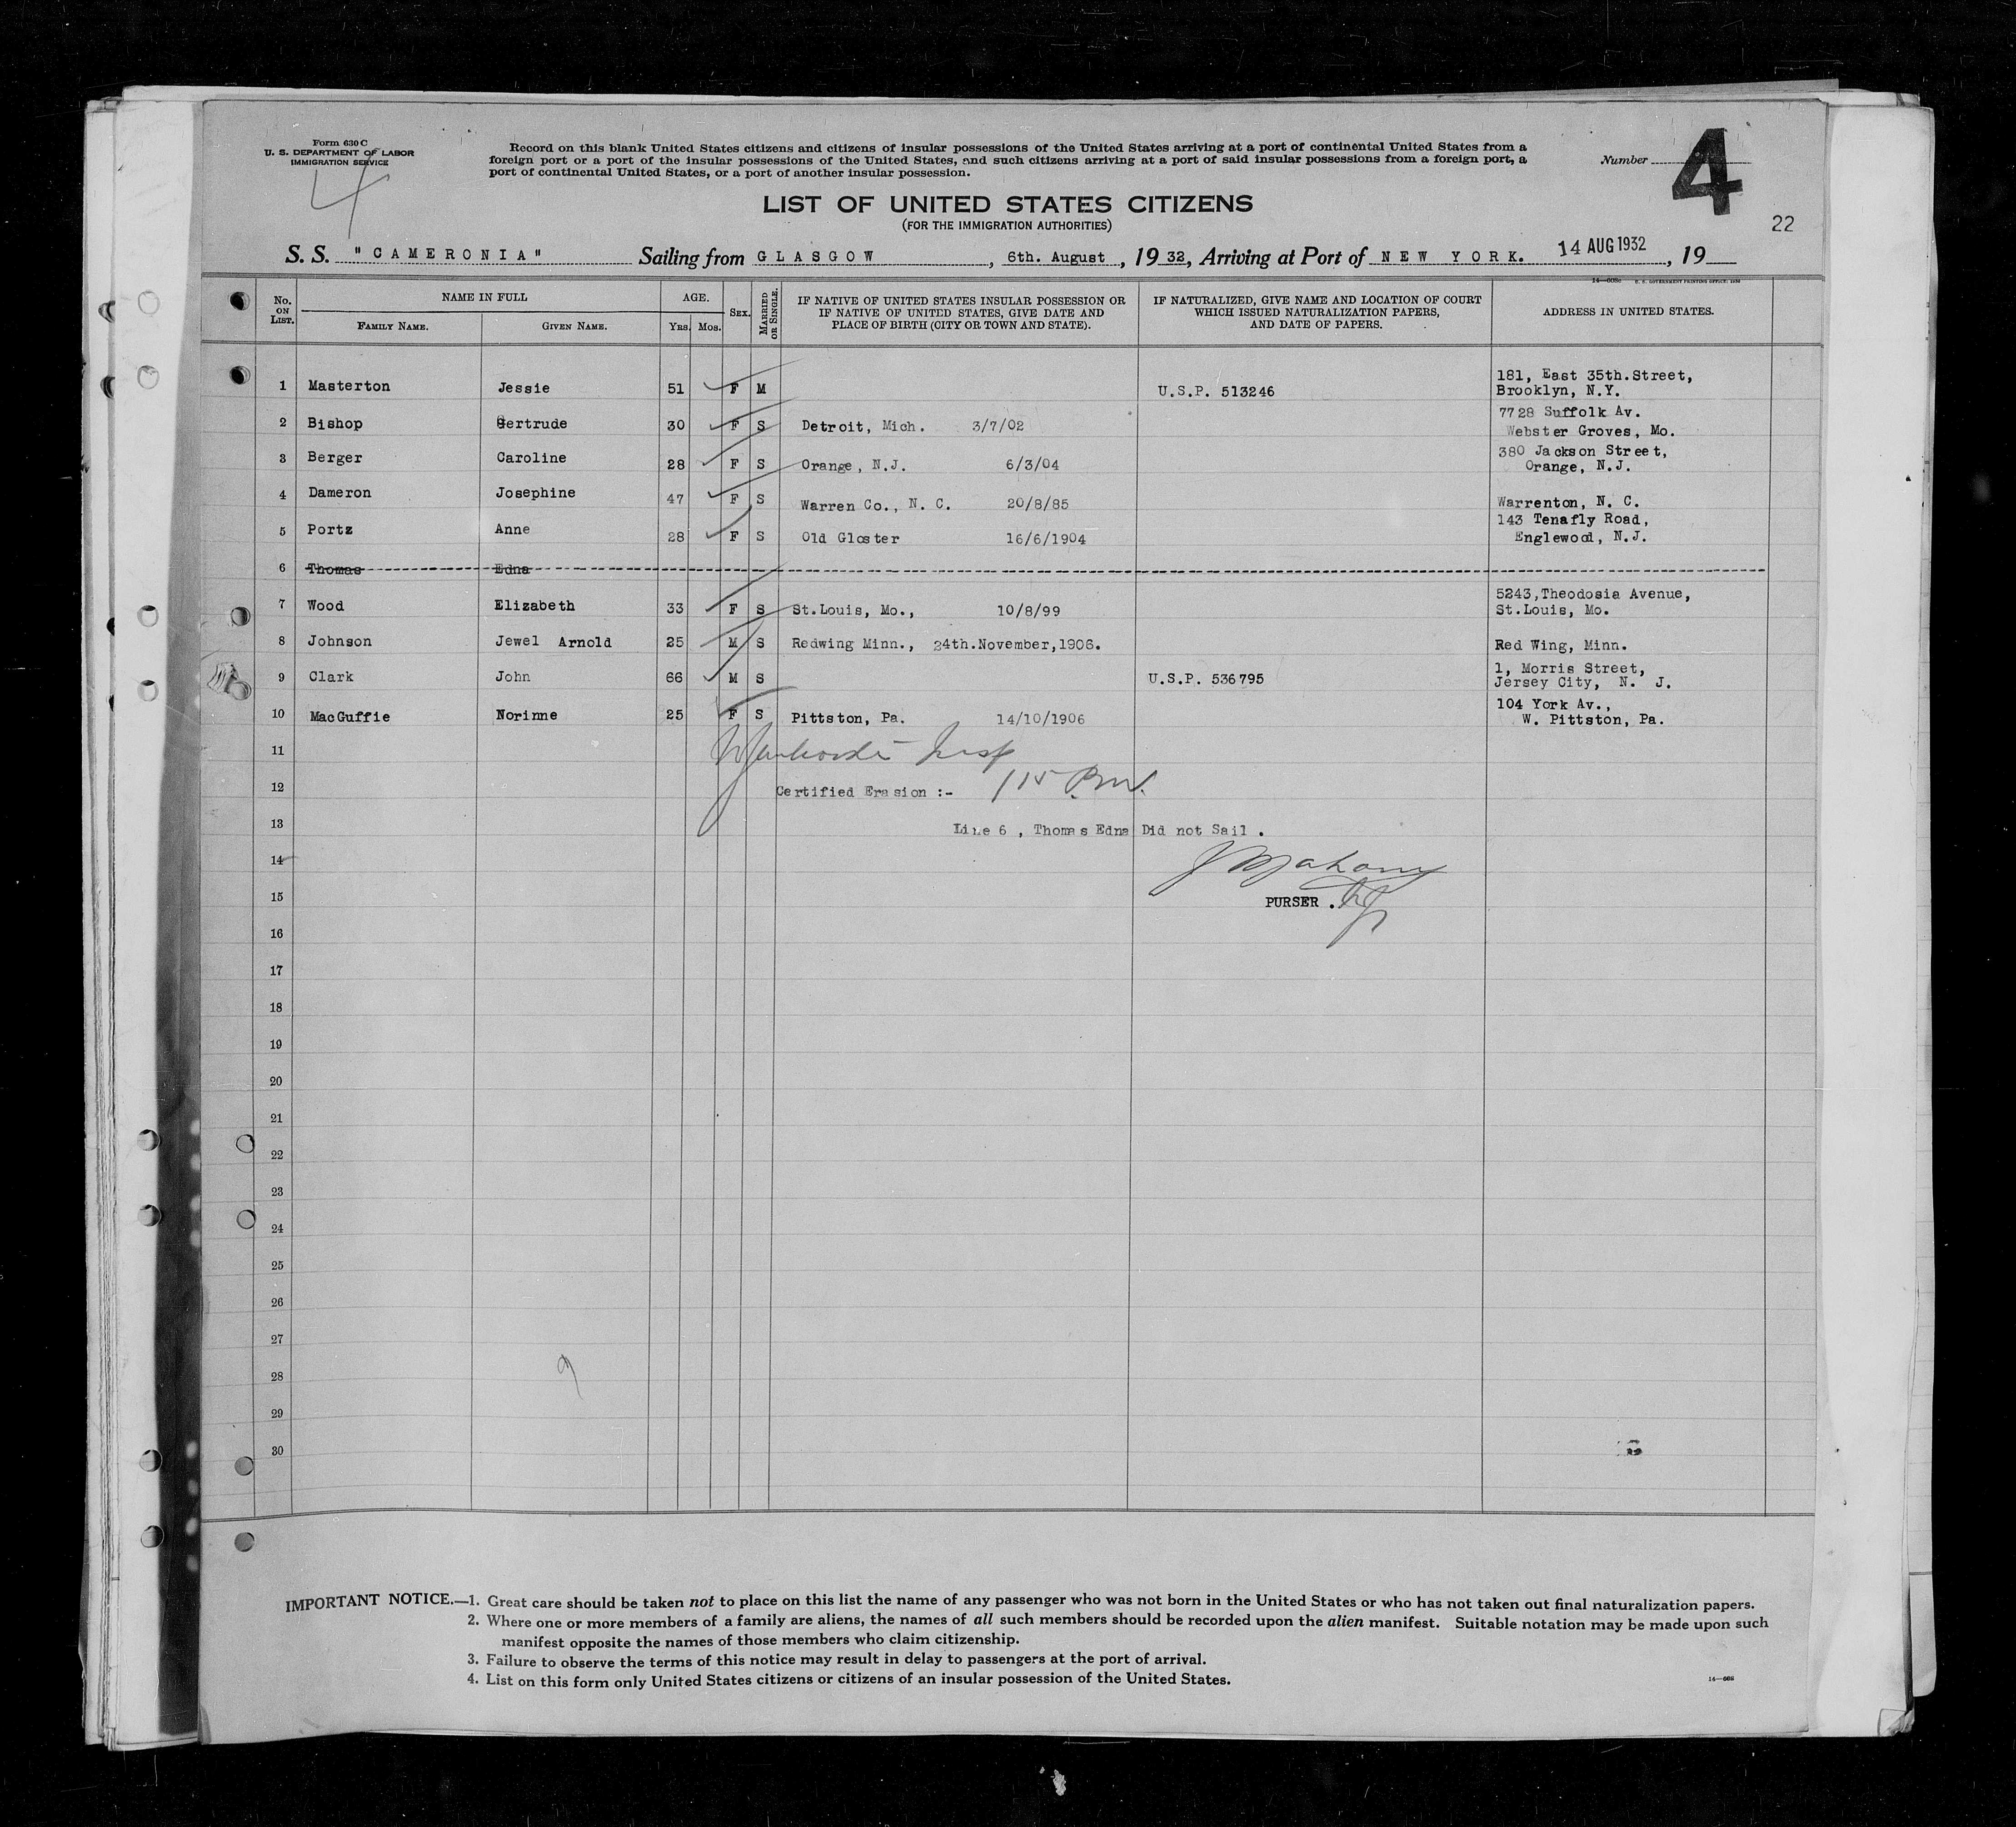 Form 630 C
U. S. DEPARTMENT OF LABOR
IMMIGRATION SERVICE
4
Record on this blank United States citizens and citizens of insular possessions of the United States arriving at a port of continental United States from a
foreign port or a port of the insular possessions of the United States, and such citizens arriving at a port of said insular possessions from a foreign port, a
port of continental United States, or a port of another insular possession.
Number 4
22
LIST OF UNITED STATES CITIZENS
(FOR THE IMMIGRATION AUTHORITIES)
S. S. "CAMERONIA" Sailing from GLASGOW, 6th. August, 1932, Arriving at Port of NEW YORK. 14 AUG 1932, 19
No. ON LIST. NAME IN FULL FAMILY NAME. GIVEN NAME. AGE. Yrs. Mos. SEX. MARRIED OR SINGLE.
IF NATIVE OF UNITED STATES INSULAR POSSESSION OR
IF NATIVE OF UNITED STATES, GIVE DATE AND
PLACE OF BIRTH (CITY OR TOWN AND STATE).
IF NATURALIZED, GIVE NAME AND LOCATION OF COURT
WHICH ISSUED NATURALIZATION PAPERS,
AND DATE OF PAPERS.
ADDRESS IN UNITED STATES.
1 Masterton Jessie 51 F M U.S.P. 513246 181, East 35th.Street,
Brooklyn, N.Y.
2 Bishop Gertrude 30 F S Detroit, Mich. 3/7/02 7728 Suffolk Av.
Webster Groves, Mo.
3 Berger Caroline 28 F S Orange, N.J. 6/3/04 380 Jackson Street,
Orange, N.J.
4 Dameron Josephine 47 F S Warren Co., N. C. 20/8/85 Warrenton, N. C.
5 Portz Anne 28 F S Old Gloster 16/6/1904 143 Tenafly Road,
Englewood, N.J.
6 Thomas Edna
7 Wood Elizabeth 33 F S St.Louis, Mo., 10/8/99 5243,Theodosia Avenue,
St.Louis, Mo.
8 Johnson Jewel Arnold 25 M S Redwing Minn., 24th.November,1906. Red Wing, Minn.
9 Clark John 66 M S U.S.P. 536795 1, Morris Street,
Jersey City, N. J.
10 MacGuffie Norinne 25 F S Pittston, Pa. 14/10/1906 104 York Av.,
W. Pittston, Pa.
11 Insp
12 Certified Erasion :- 115 P.M.
13 Line 6 , Thomas Edna Did not Sail .
14
15 PURSER .
16
17
18
19
20
21
22
23
24
25
26
27
28 9
29
30
IMPORTANT NOTICE.—1. Great care should be taken not to place on this list the name of any passenger who was not born in the United States or who has not taken out final naturalization papers.
2. Where one or more members of a family are aliens, the names of all such members should be recorded upon the alien manifest. Suitable notation may be made upon such
manifest opposite the names of those members who claim citizenship.
3. Failure to observe the terms of this notice may result in delay to passengers at the port of arrival.
4. List on this form only United States citizens or citizens of an insular possession of the United States.